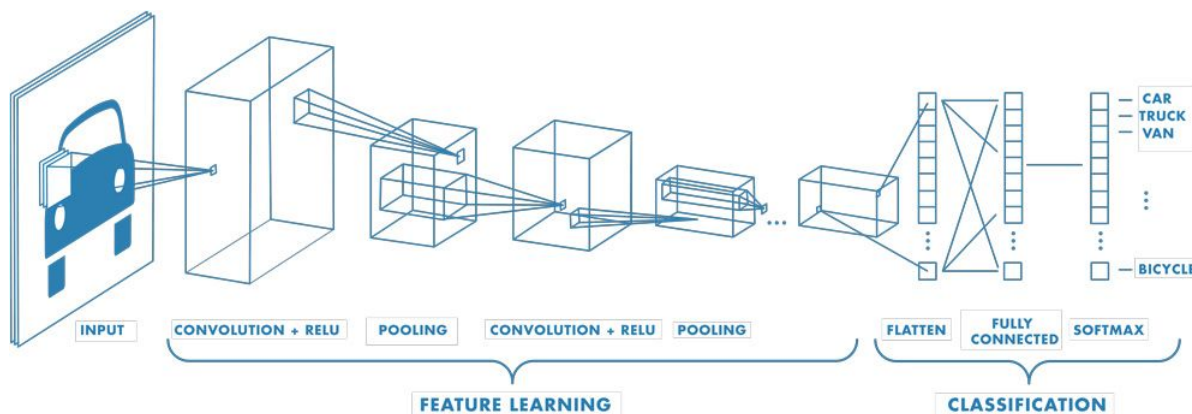 CAR
TRUCK
VAN
BICYCLE
INPUT
CONVOLUTION + RELU
POOLING
CONVOLUTION + RELU
POOLING
FLATTEN
FULLY
CONNECTED
SOFTMAX
FEATURE LEARNING
CLASSIFICATION